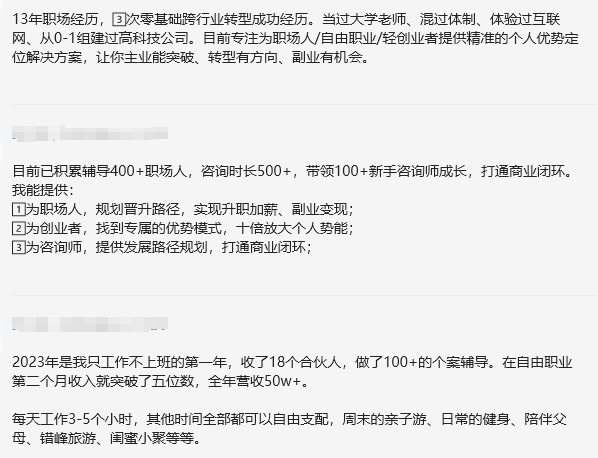 13年职场经历，3️⃣次零基础跨行业转型成功经历。当过大学老师、混过体制、体验过互联
网、从0-1组建过高科技公司。目前专注为职场人/自由职业/轻创业者提供精准的个人优势定
位解决方案，让你主业能突破、转型有方向、副业有机会。
目前已积累辅导400+职场人，咨询时长500+，带领100+新手咨询师成长，打通商业闭环。
我能提供：
1️⃣为职场人，规划晋升路径，实现升职加薪、副业变现；
2️⃣为创业者，找到专属的优势模式，十倍放大个人势能；
3️⃣为咨询师，提供发展路径规划，打通商业闭环；
2023年是我只工作不上班的第一年，收了18个合伙人，做了100+的个案辅导。在自由职业
第二个月收入就突破了五位数，全年营收50w+。
每天工作3-5个小时，其他时间全部都可以自由支配，周末的亲子游、日常的健身、陪伴父
母、错峰旅游、闺蜜小聚等等。